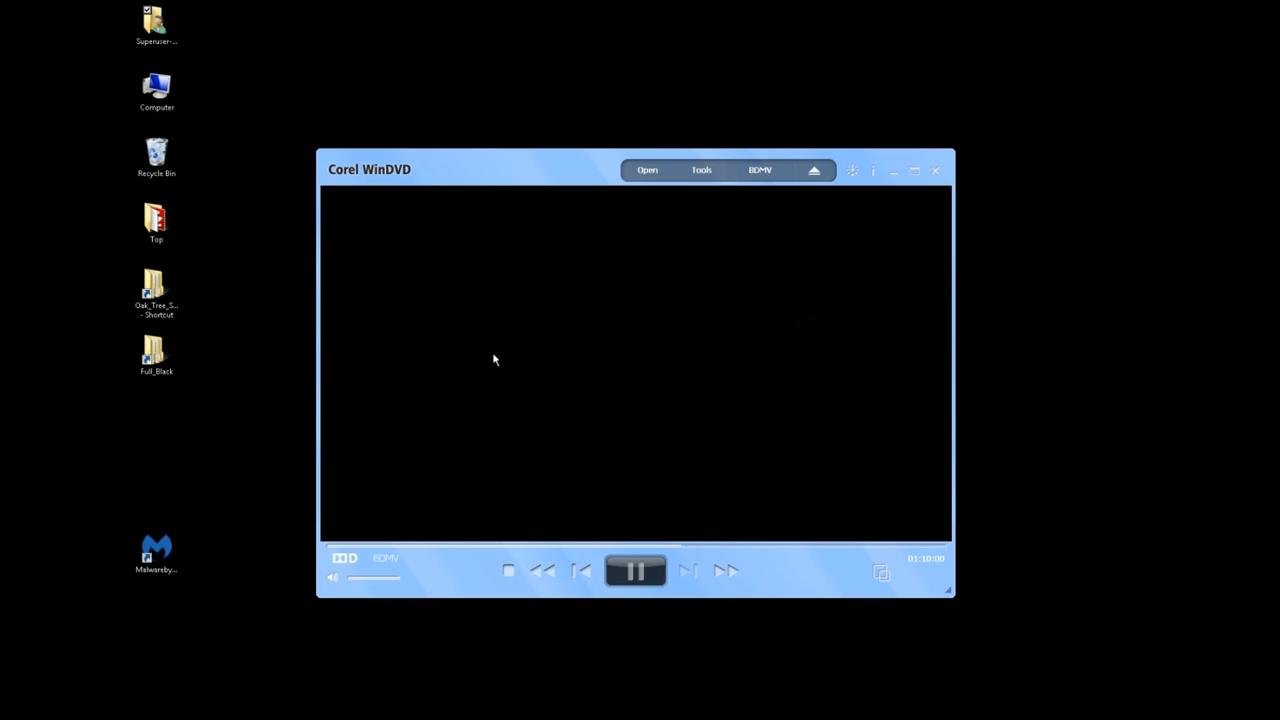 Superuser-...
Computer
Recycle Bin
Top
Oak_Tree_S...
- Shortcut
Full_Black
Malwareby...
Corel WinDVD
Open Tools BDMV
i
D BDMV
01:10:00